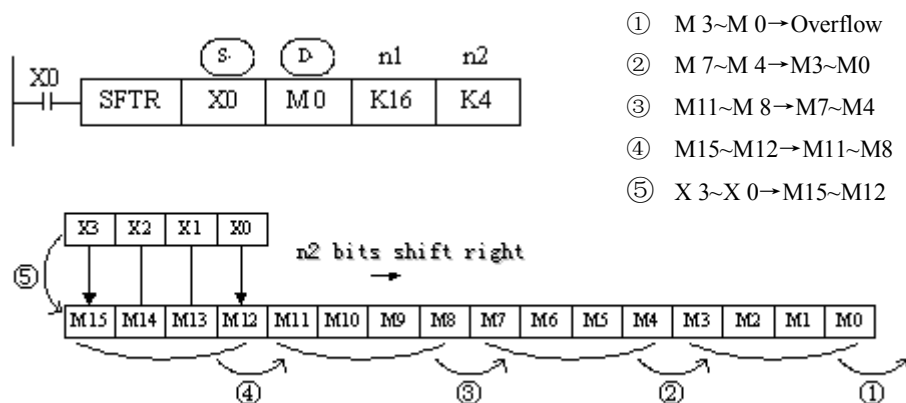 S· D· n1 n2
X0
SFTR X0 M0 K16 K4
① M 3~M 0→Overflow
② M 7~M 4→M3~M0
③ M11~M 8→M7~M4
④ M15~M12→M11~M8
⑤ X 3~X 0→M15~M12
X3 X2 X1 X0
n2 bits shift right
⑤
M15 M14 M13 M12 M11 M10 M9 M8 M7 M6 M5 M4 M3 M2 M1 M0
④ ③ ② ①